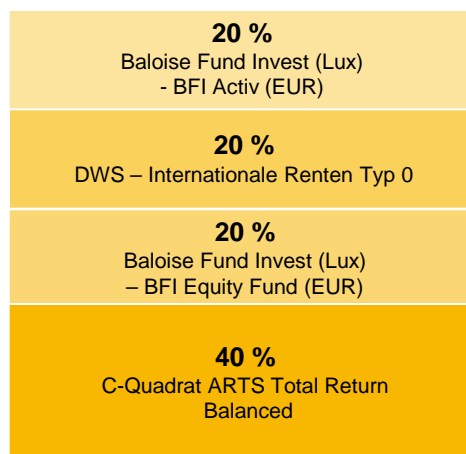 20 %
Baloise Fund Invest (Lux)
- BFI Activ (EUR)
20 %
DWS – Internationale Renten Typ 0
20 %
Baloise Fund Invest (Lux)
– BFI Equity Fund (EUR)
40 %
C-Quadrat ARTS Total Return
Balanced